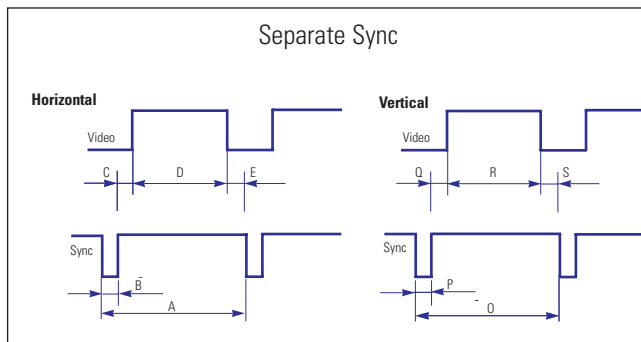 Separate Sync
Horizontal
Vertical
Video
Video
C
D
E
Q
R
S
Sync
Sync
B
P
A
O